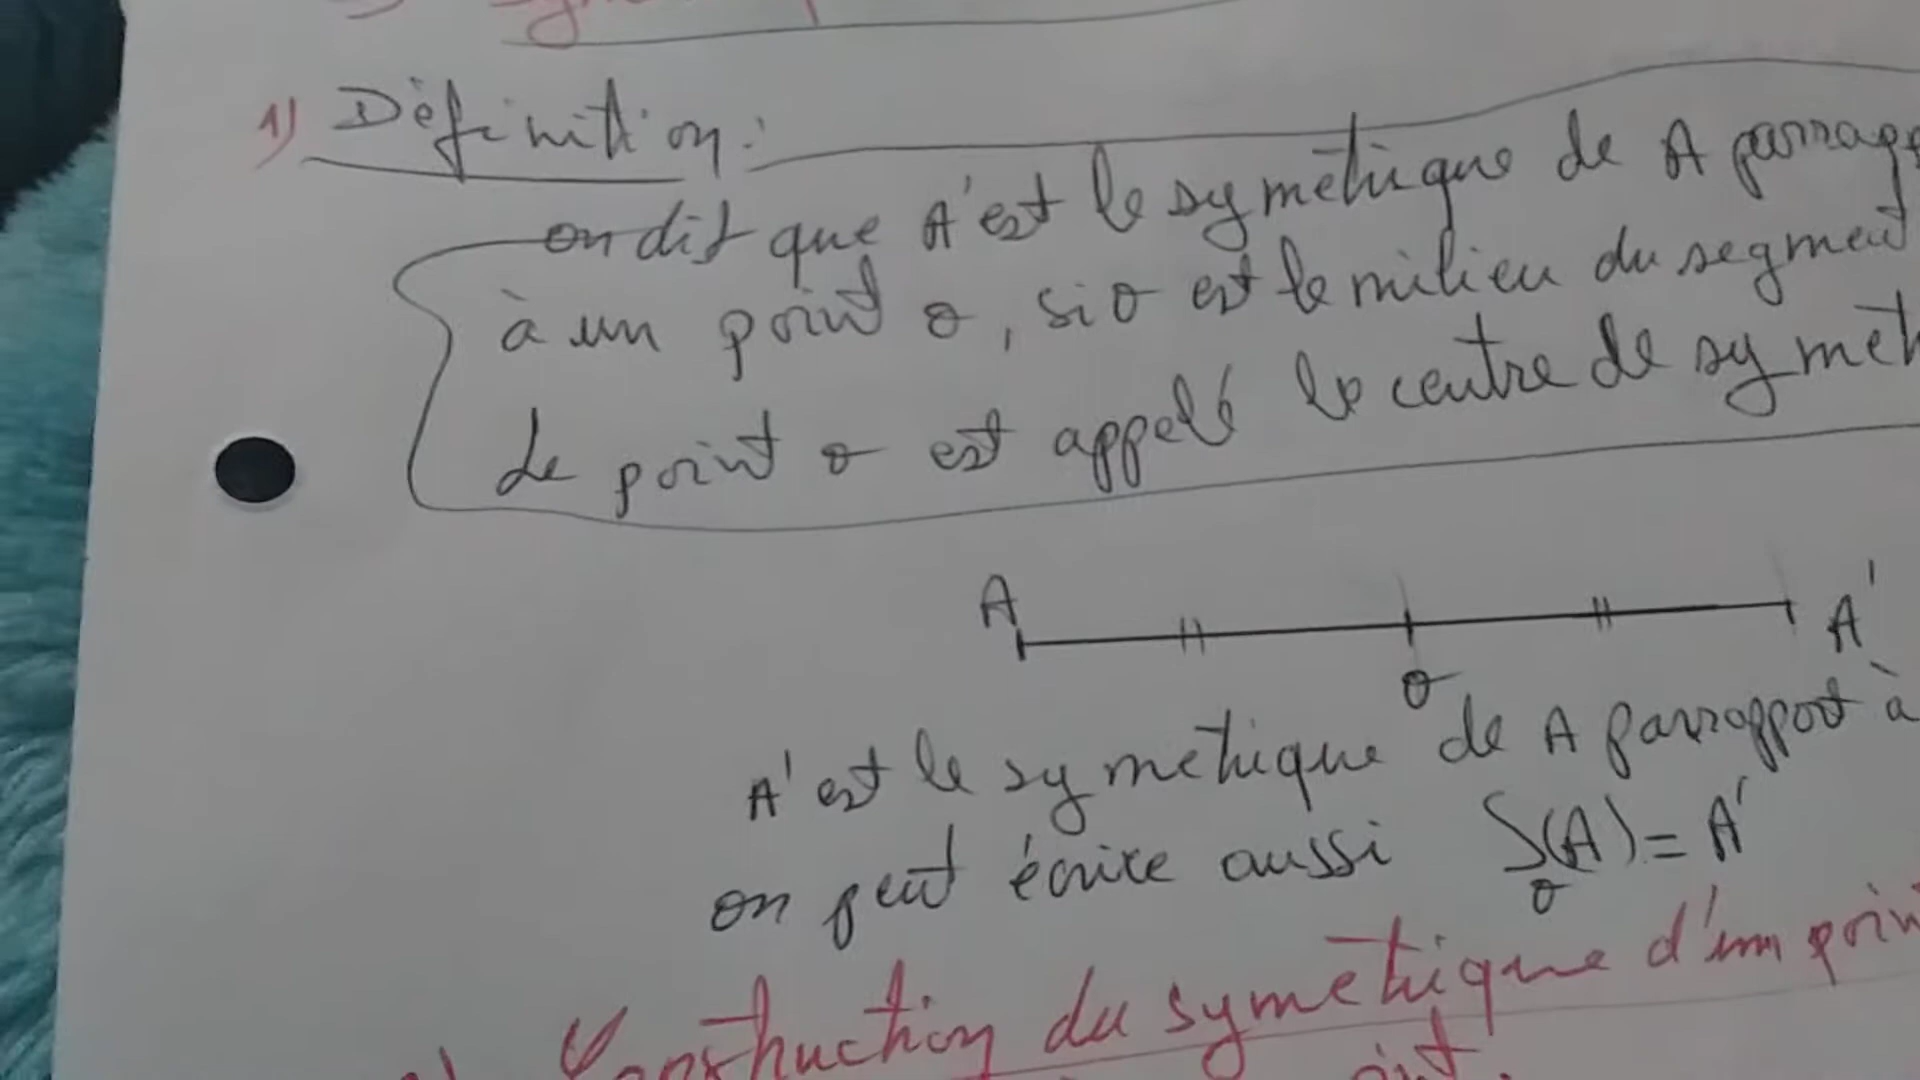 1) Définition:
on dit que A' est le symétrique de A par rapp
à un point O, si O est le milieu du segment
Le point O est appelé le centre de symét
A A'
O
A' est le symétrique de A par rapport à
on peut écrire aussi S(A) = A'
O
Construction du symétrique d'un poin